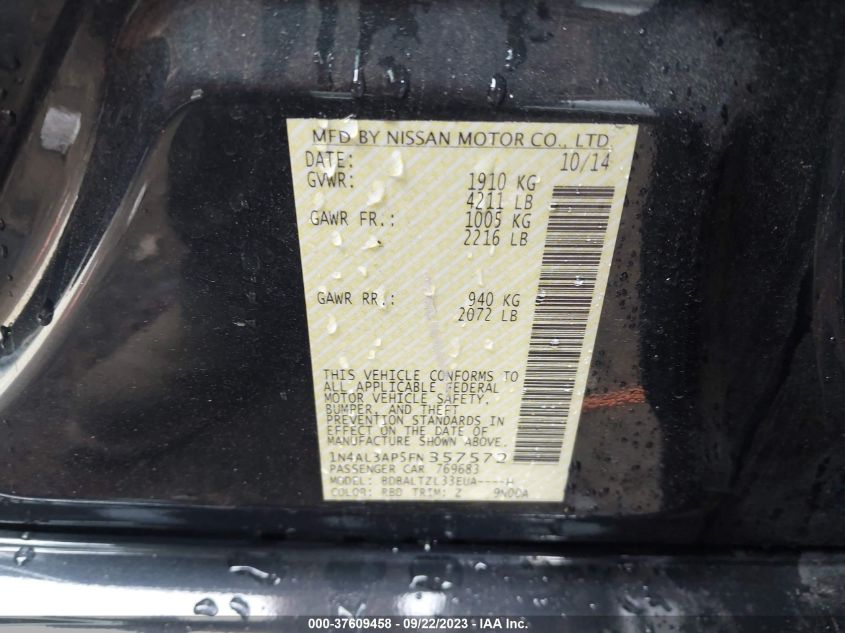 MFD BY NISSAN MOTOR CO., LTD
DATE: 10/14
GVWR: 1910 KG
4211 LB
GAWR FR.: 1005 KG
2216 LB
GAWR RR.: 940 KG
2072 LB
THIS VEHICLE CONFORMS TO
ALL APPLICABLE FEDERAL
MOTOR VEHICLE SAFETY,
BUMPER, AND THEFT
PREVENTION STANDARDS IN
EFFECT ON THE DATE OF
MANUFACTURE SHOWN ABOVE.
1N4AL3AP5FN357572
PASSENGER CAR 769683
MODEL: BDBALTZL33EUA----H
COLOR: RBD TRIM: Z 9N00A
000-37609458 - 09/22/2023 - IAA Inc.